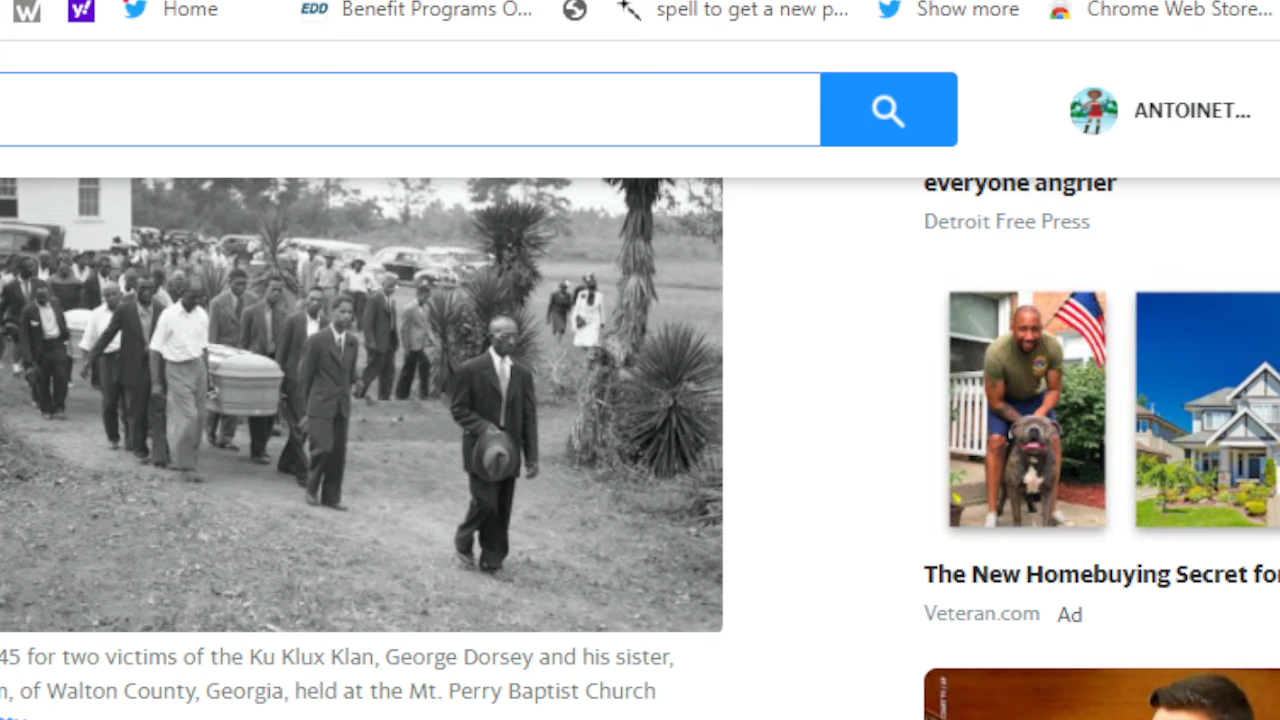 W y! Home EDD Benefit Programs O... spell to get a new p... Show more Chrome Web Store...
ANTOINET...
everyone angrier
Detroit Free Press
The New Homebuying Secret fo
Veteran.com Ad
45 for two victims of the Ku Klux Klan, George Dorsey and his sister,
, of Walton County, Georgia, held at the Mt. Perry Baptist Church